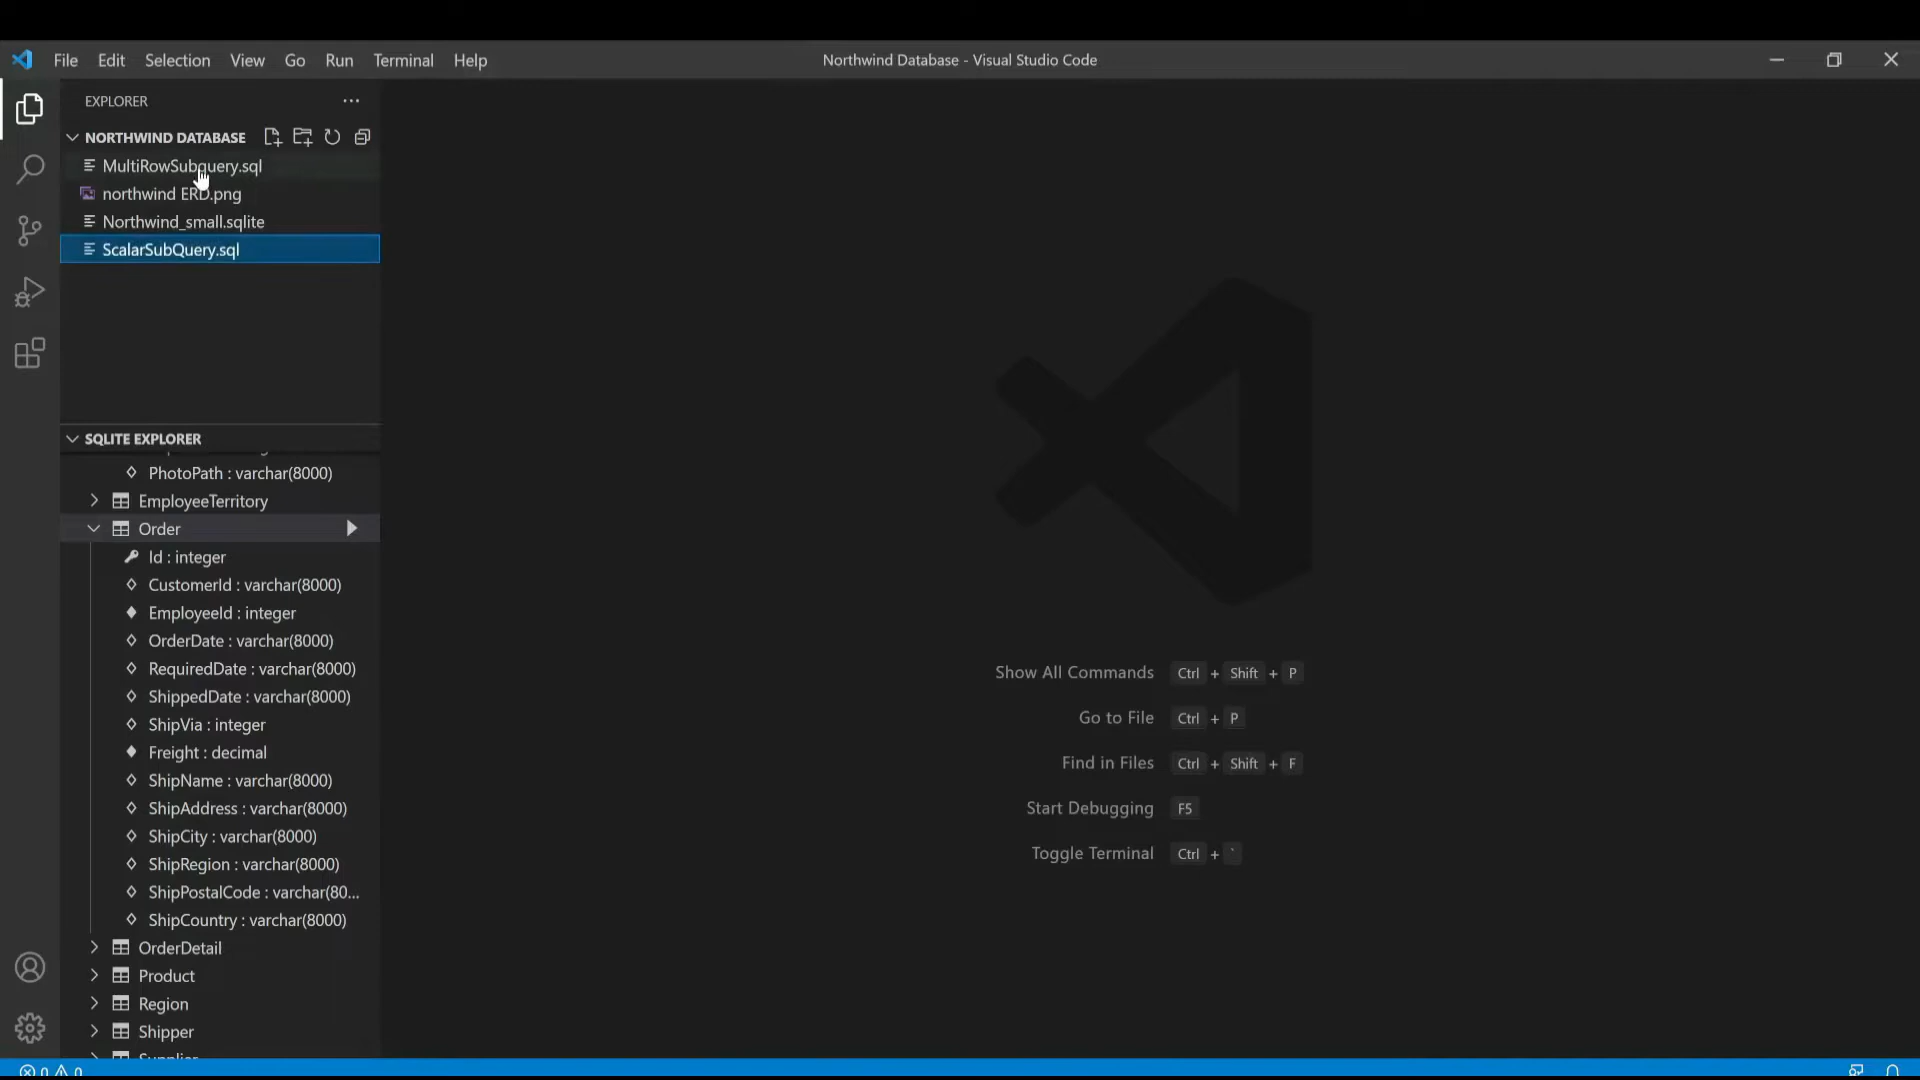 File Edit Selection View Go Run Terminal Help
Northwind Database - Visual Studio Code
EXPLORER
NORTHWIND DATABASE
MultiRowSubquery.sql
northwind ERD.png
Northwind_small.sqlite
ScalarSubQuery.sql
SQLITE EXPLORER
PhotoPath : varchar(8000)
EmployeeTerritory
Order
Id : integer
CustomerId : varchar(8000)
EmployeeId : integer
OrderDate : varchar(8000)
RequiredDate : varchar(8000)
ShippedDate : varchar(8000)
ShipVia : integer
Freight : decimal
ShipName : varchar(8000)
ShipAddress : varchar(8000)
ShipCity : varchar(8000)
ShipRegion : varchar(8000)
ShipPostalCode : varchar(80...
ShipCountry : varchar(8000)
OrderDetail
Product
Region
Shipper
Show All Commands Ctrl + Shift + P
Go to File Ctrl + P
Find in Files Ctrl + Shift + F
Start Debugging F5
Toggle Terminal Ctrl + `
0 0